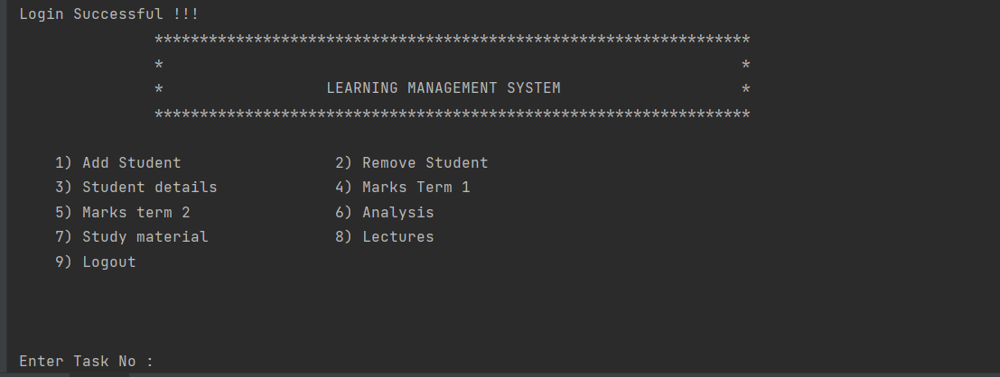 Login Successful !!!
******************************************************************
* *
* LEARNING MANAGEMENT SYSTEM *
******************************************************************
1) Add Student 2) Remove Student
3) Student details 4) Marks Term 1
5) Marks term 2 6) Analysis
7) Study material 8) Lectures
9) Logout
Enter Task No :